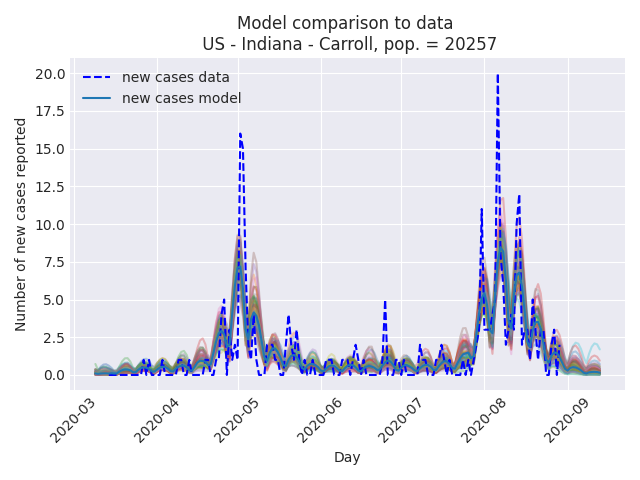 Model comparison to data
US - Indiana - Carroll, pop. = 20257
new cases data
new cases model
Number of new cases reported
20.0
17.5
15.0
12.5
10.0
7.5
5.0
2.5
0.0
2020-03
2020-04
2020-05
2020-06
2020-07
2020-08
2020-09
Day